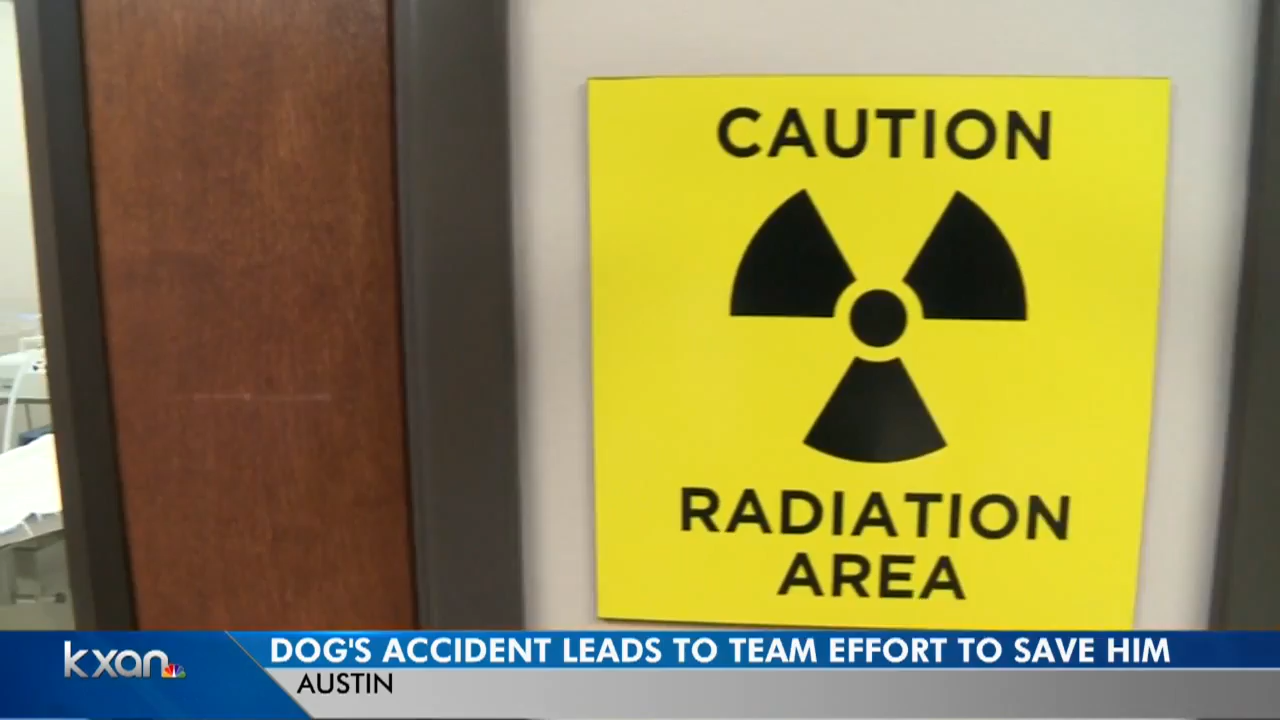 CAUTION
RADIATION
AREA
kxan
DOG'S ACCIDENT LEADS TO TEAM EFFORT TO SAVE HIM
AUSTIN